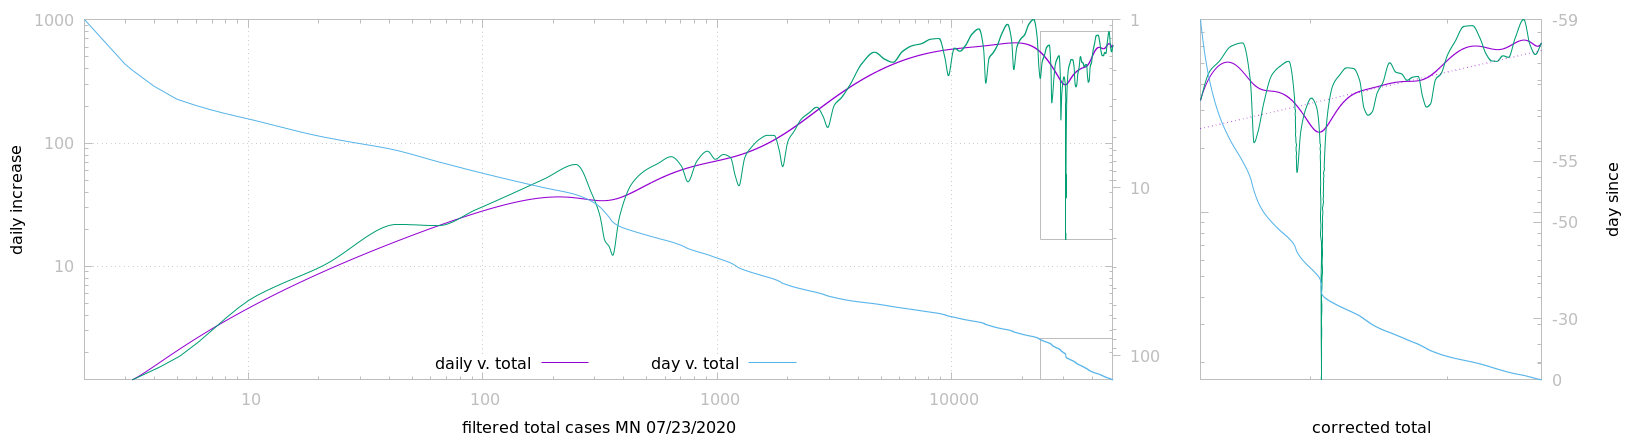 1000
100
10
daily increase
1
10
100
daily v. total
day v. total
10
100
1000
10000
filtered total cases MN 07/23/2020
-59
-55
-50
-30
0
day since
corrected total